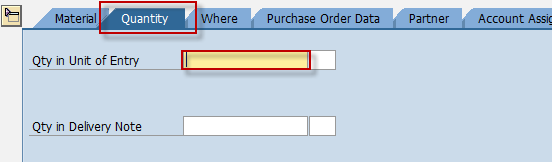 Material Quantity Where Purchase Order Data Partner Account Assig
Qty in Unit of Entry
Qty in Delivery Note